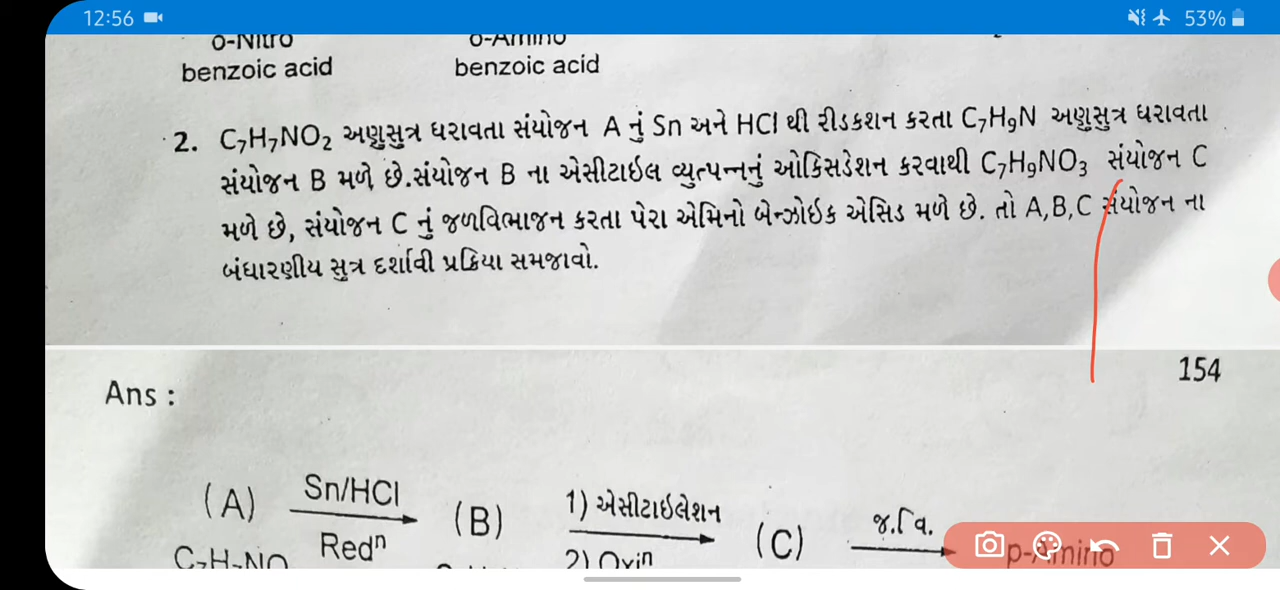 12:56 53%
o-Nitro o-Amino
benzoic acid benzoic acid
2. C₇H₇NO₂ અણુસુત્ર ધરાવતા સંયોજન A નું Sn અને HCl થી રીડકશન કરતા C₇H₉N અણુસુત્ર ધરાવતા
સંયોજન B મળે છે.સંયોજન B ના એસીટાઇલ વ્યુત્પન્નનું ઓકિસડેશન કરવાથી C₇H₉NO₃ સંયોજન C
મળે છે, સંયોજન C નું જળવિભાજન કરતા પેરા એમિનો બેન્ઝોઇક એસિડ મળે છે. તો A,B,C સંયોજન ના
બંધારણીય સુત્ર દર્શાવી પ્રક્રિયા સમજાવો.
154
Ans :
(A) Sn/HCl Redⁿ (B) 1) એસીટાઇલેશન 2) Oxiⁿ (C) જ.વિ. p-Amino
C₇H₇NO₂